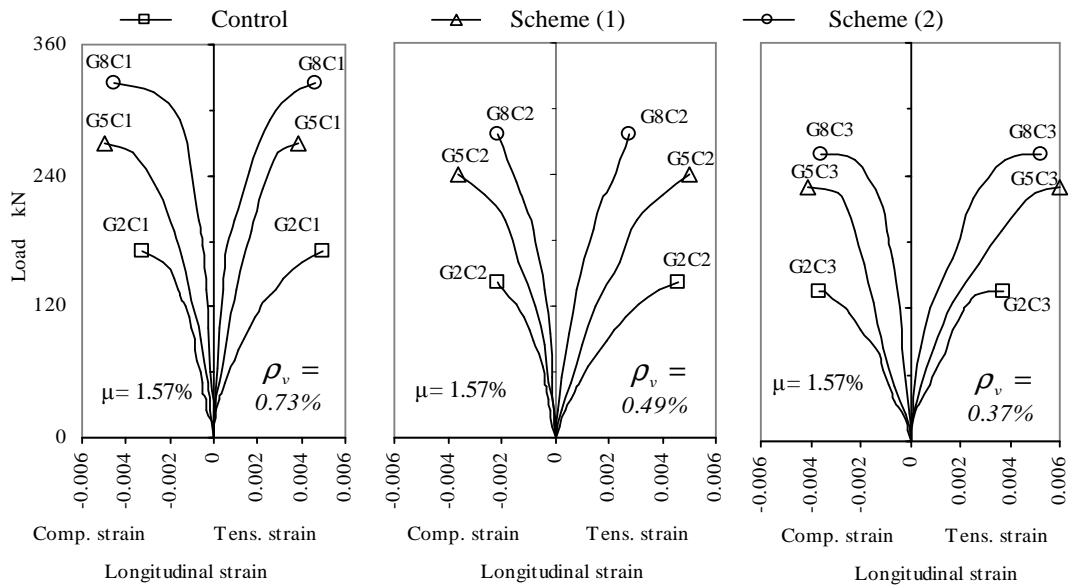 Control Scheme (1) Scheme (2)
360
240
120
0
Load kN
G8C1 G8C1
G5C1 G5C1
G2C1 G2C1
μ= 1.57%
ρv =
0.73%
-0.006 -0.004 -0.002 0 0.002 0.004 0.006
Comp. strain Tens. strain
Longitudinal strain
G8C2 G8C2
G5C2 G5C2
G2C2 G2C2
μ= 1.57%
ρv =
0.49%
-0.006 -0.004 -0.002 0 0.002 0.004 0.006
Comp. strain Tens. strain
Longitudinal strain
G8C3 G8C3
G5C3 G5C3
G2C3 G2C3
μ= 1.57%
ρv =
0.37%
-0.006 -0.004 -0.002 0 0.002 0.004 0.006
Comp. strain Tens. strain
Longitudinal strain